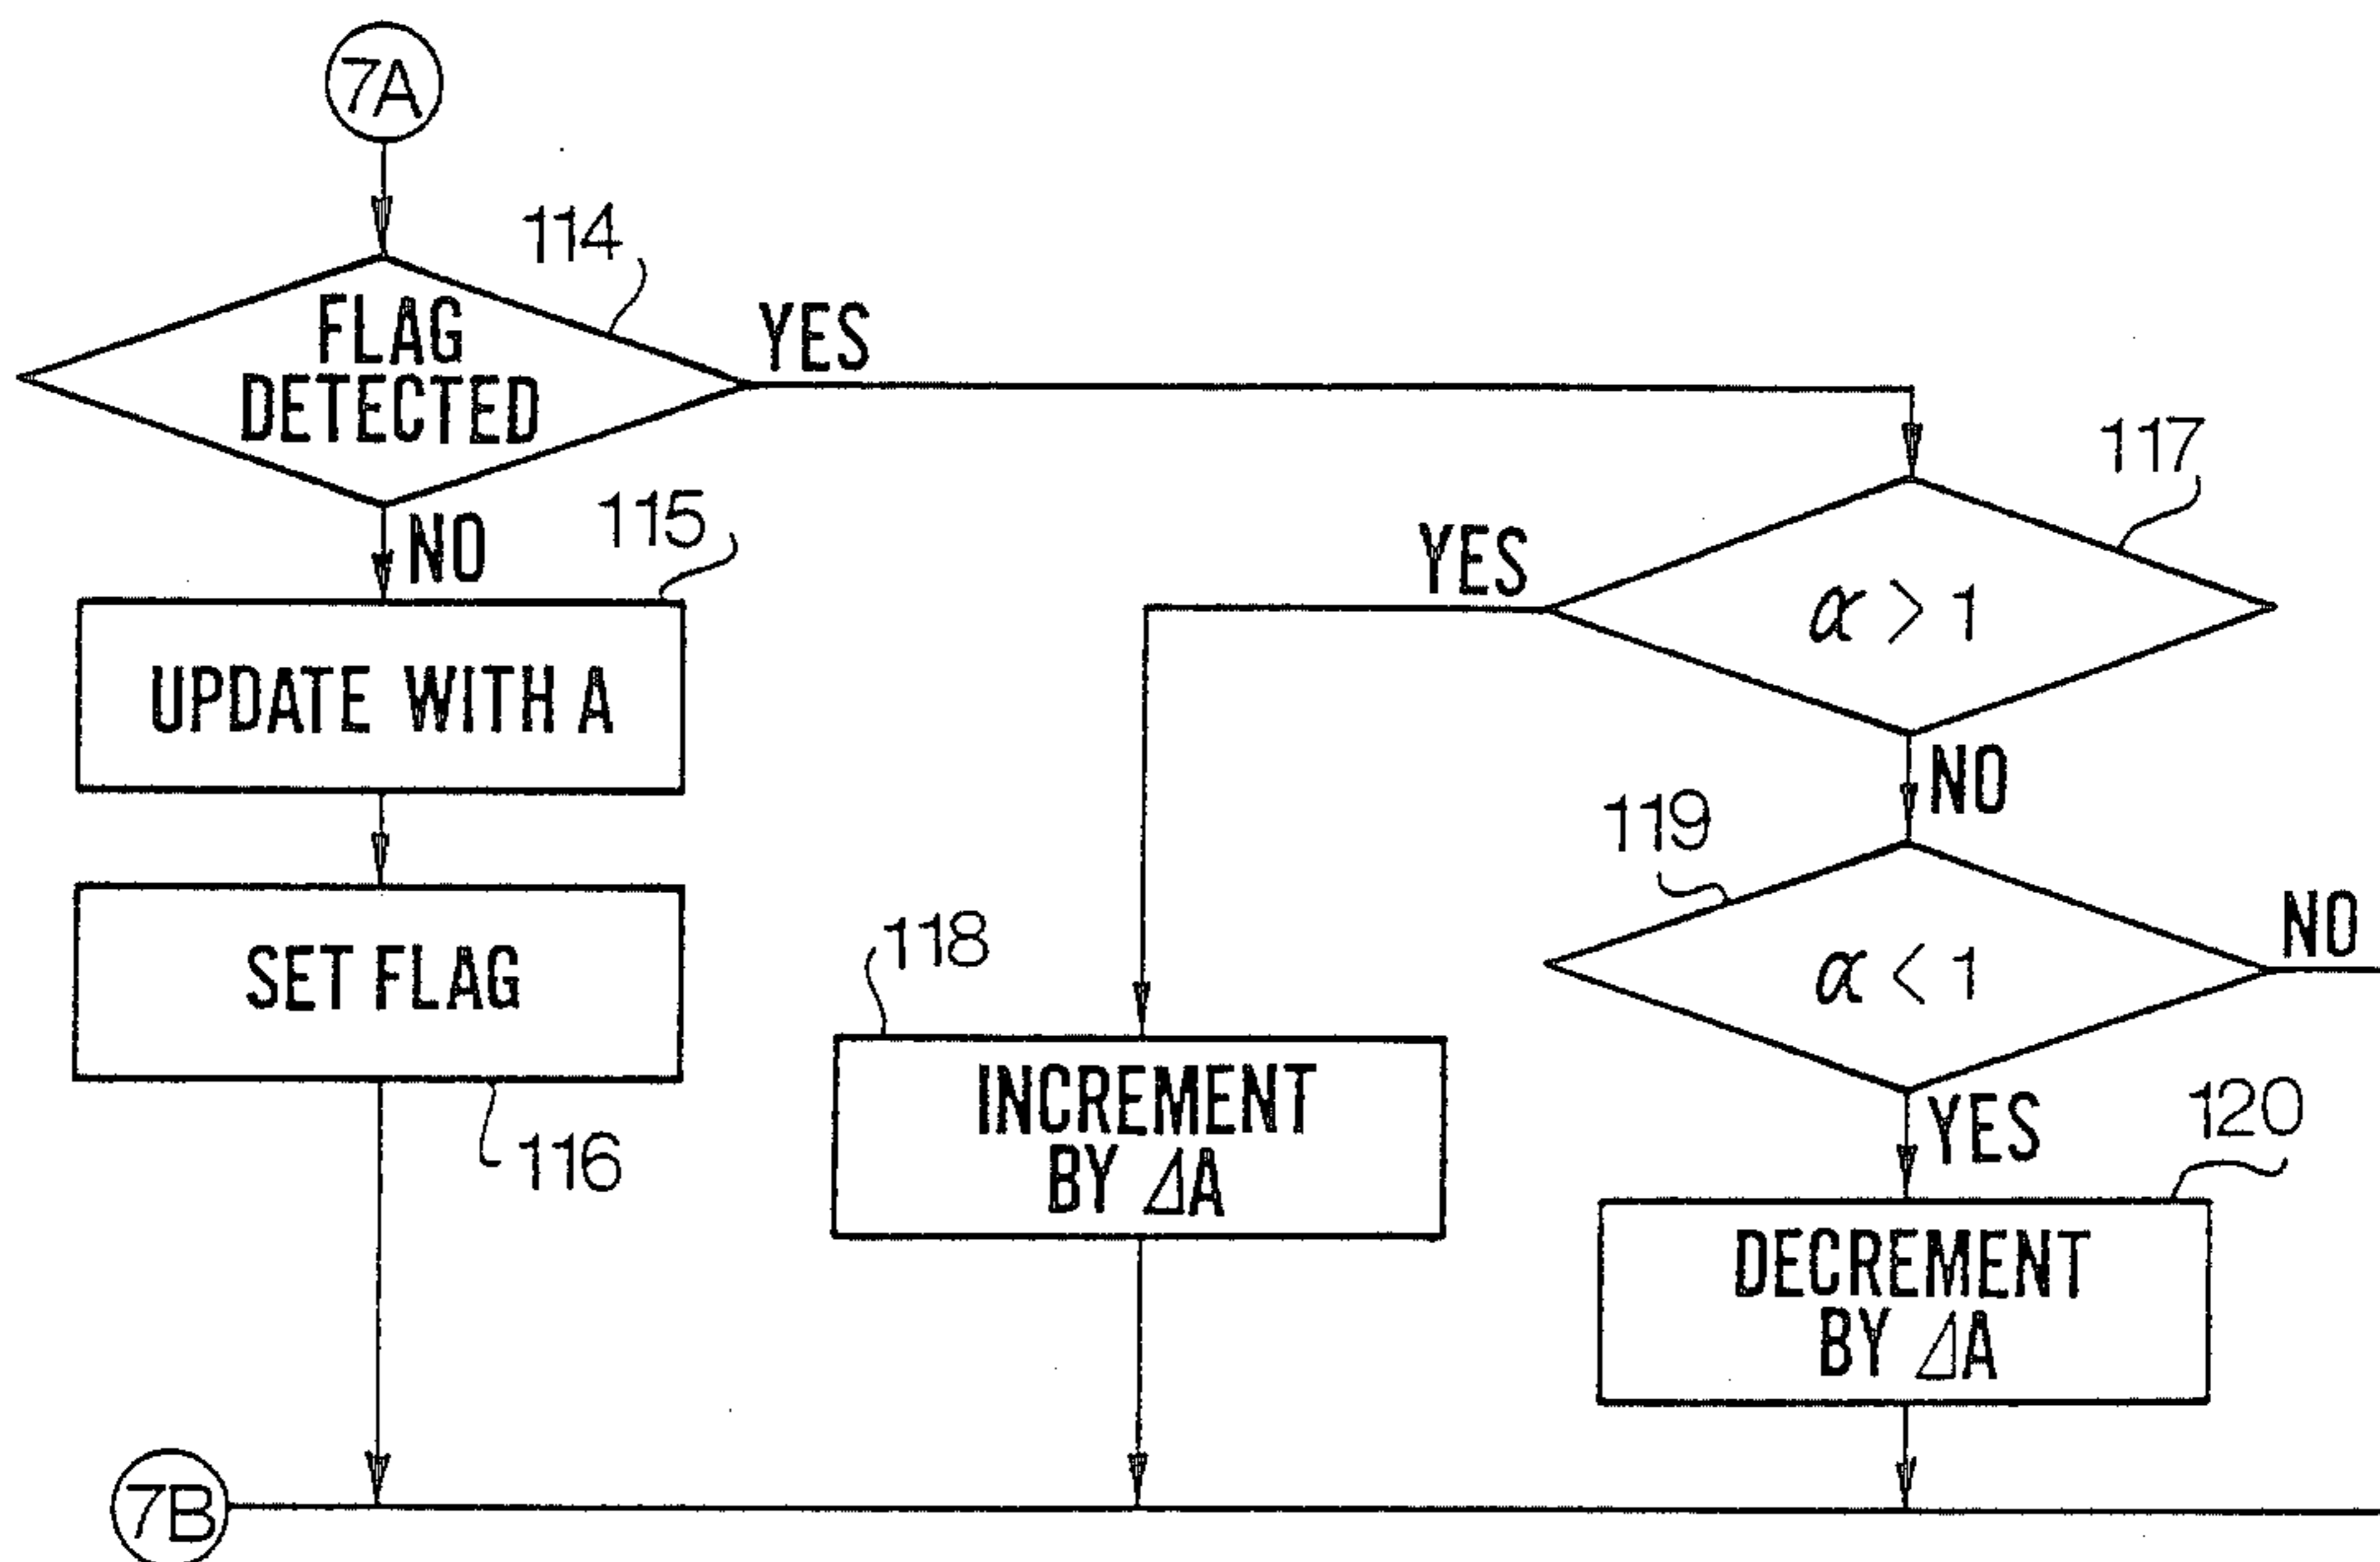 7A
114
FLAG
DETECTED
YES
NO
115
UPDATE WITH A
SET FLAG
116
117
YES
α > 1
NO
119
α < 1
NO
118
INCREMENT
BY ΔA
YES
120
DECREMENT
BY ΔA
7B